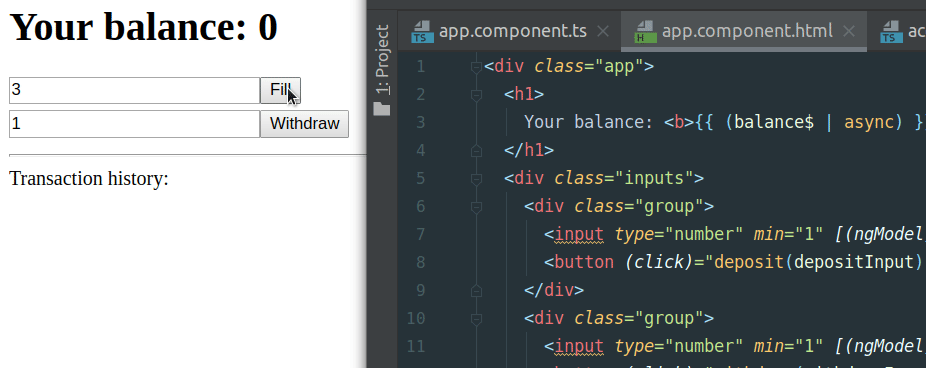 Your balance: 0
3 Fill
1 Withdraw
Transaction history:
1: Project
TS app.component.ts × H app.component.html × TS ac
1 <div class="app">
2 <h1>
3 Your balance: <b>{{ (balance$ | async) }
4 </h1>
5 <div class="inputs">
6 <div class="group">
7 <input type="number" min="1" [(ngModel
8 <button (click)="deposit(depositInput)
9 </div>
10 <div class="group">
11 <input type="number" min="1" [(ngModel